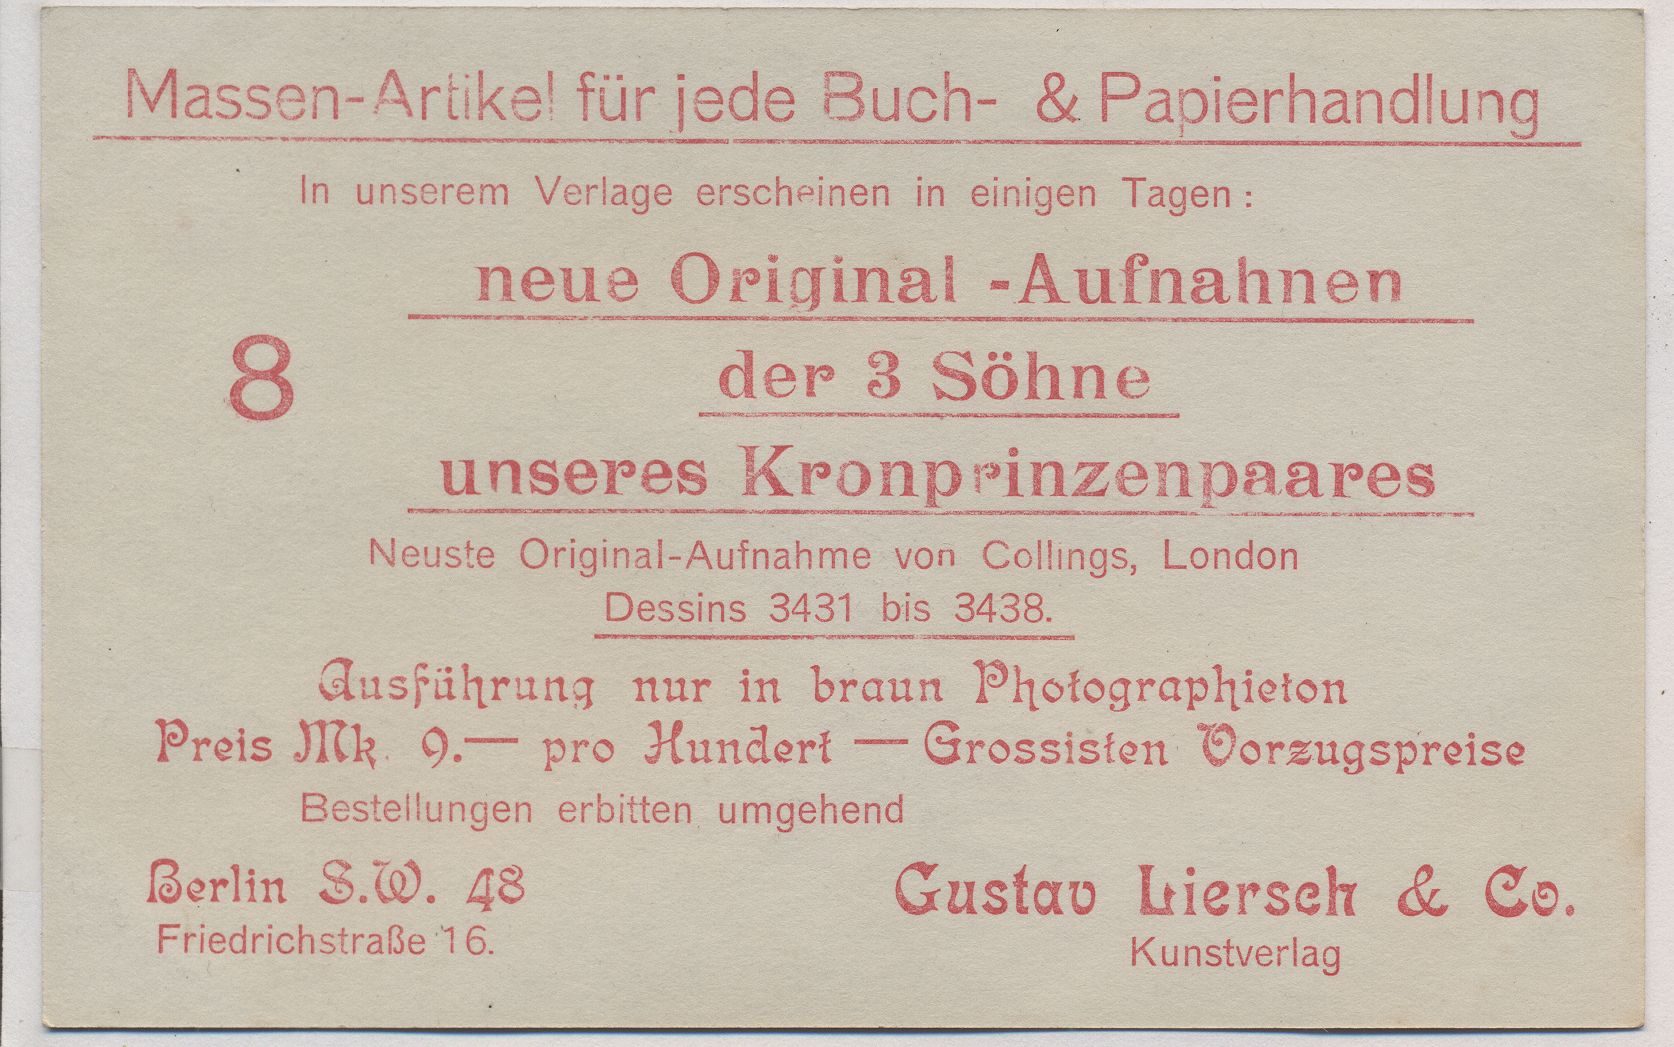 Massen-Artikel für jede Buch- & Papierhandlung
In unserem Verlage erscheinen in einigen Tagen:
neue Original -Aufnahnen
8
der 3 Söhne
unseres Kronprinzenpaares
Neuste Original-Aufnahme von Collings, London
Dessins 3431 bis 3438.
Ausführung nur in braun Photographieton
Preis Mk. 9.— pro Hundert — Grossisten Vorzugspreise
Bestellungen erbitten umgehend
Berlin S.W. 48
Friedrichstraße 16.
Gustav Liersch & Co.
Kunstverlag